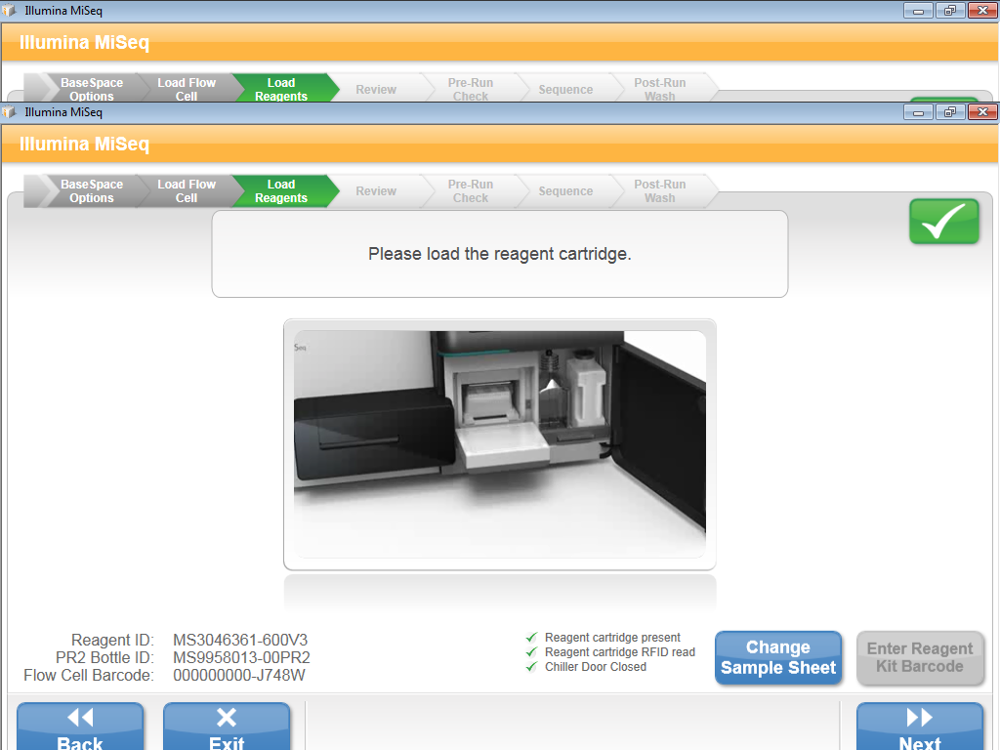 Illumina MiSeq
Illumina MiSeq
BaseSpace Options
Load Flow Cell
Load Reagents
Review
Pre-Run Check
Sequence
Post-Run Wash
Illumina MiSeq
Illumina MiSeq
BaseSpace Options
Load Flow Cell
Load Reagents
Review
Pre-Run Check
Sequence
Post-Run Wash
Please load the reagent cartridge.
Seq
Reagent ID: MS3046361-600V3
PR2 Bottle ID: MS9958013-00PR2
Flow Cell Barcode: 000000000-J748W
Reagent cartridge present
Reagent cartridge RFID read
Chiller Door Closed
Change
Sample Sheet
Enter Reagent
Kit Barcode
Back
Exit
Next